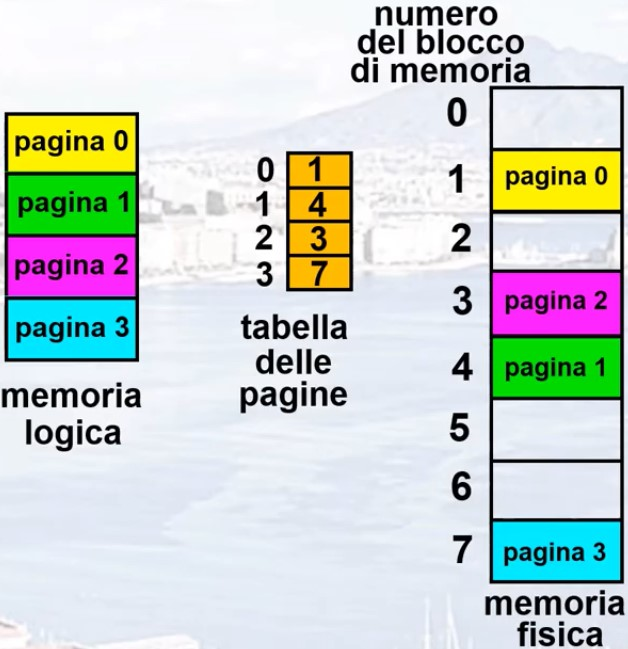 numero
del blocco
di memoria
pagina 0
pagina 1
pagina 2
pagina 3
memoria
logica
0 1
1 4
2 3
3 7
tabella
delle
pagine
0
1 pagina 0
2
3 pagina 2
4 pagina 1
5
6
7 pagina 3
memoria
fisica